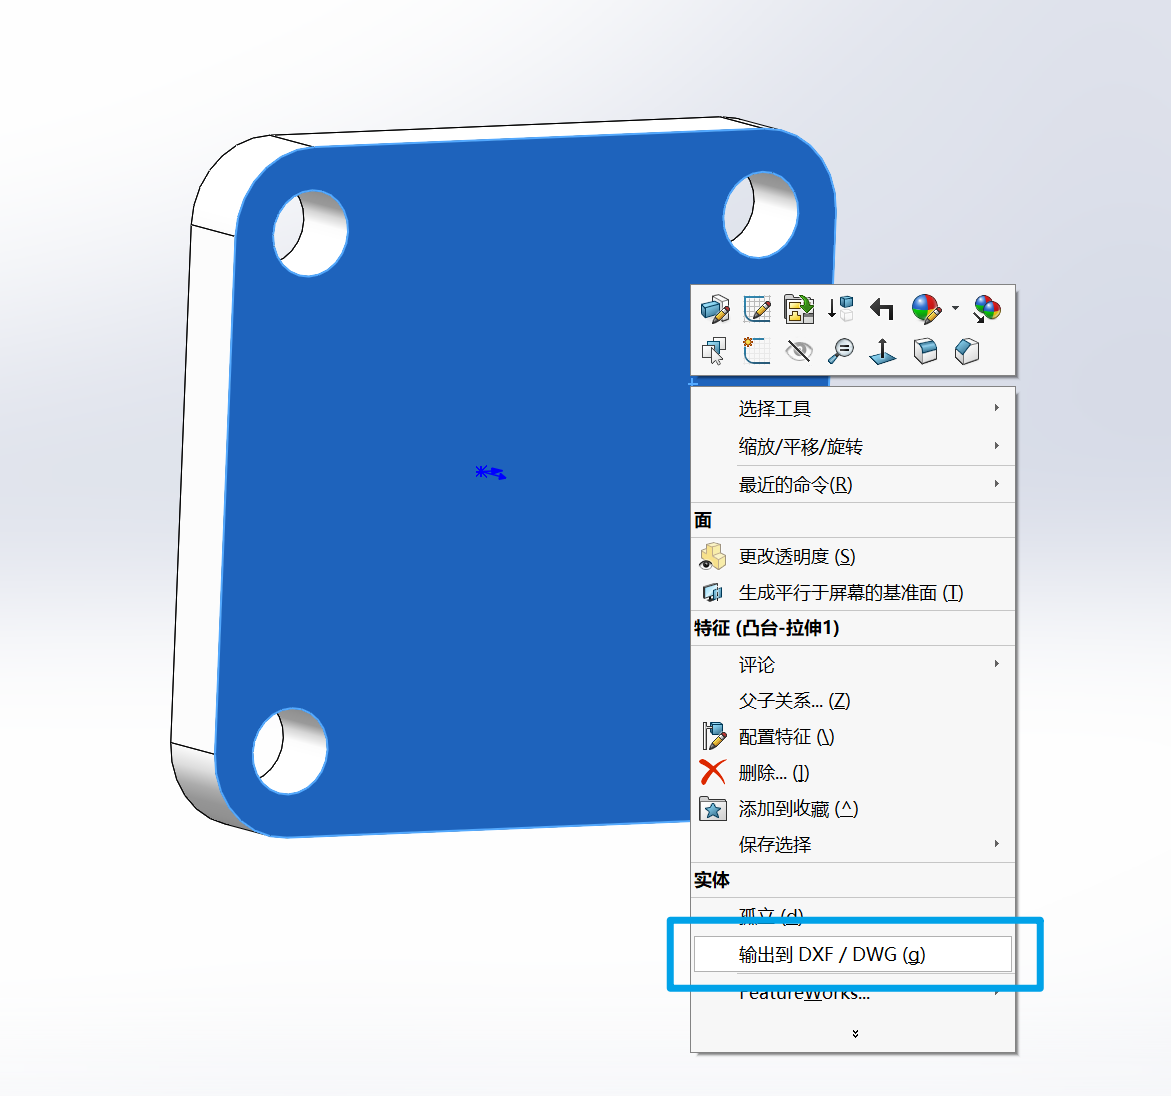 选择工具
缩放/平移/旋转
最近的命令(R)
面
更改透明度 (S)
生成平行于屏幕的基准面 (T)
特征 (凸台-拉伸1)
评论
父子关系... (Z)
配置特征 (\)
删除... (])
添加到收藏 (^)
保存选择
实体
孤立 (d)
输出到 DXF / DWG (g)
FeatureWorks...